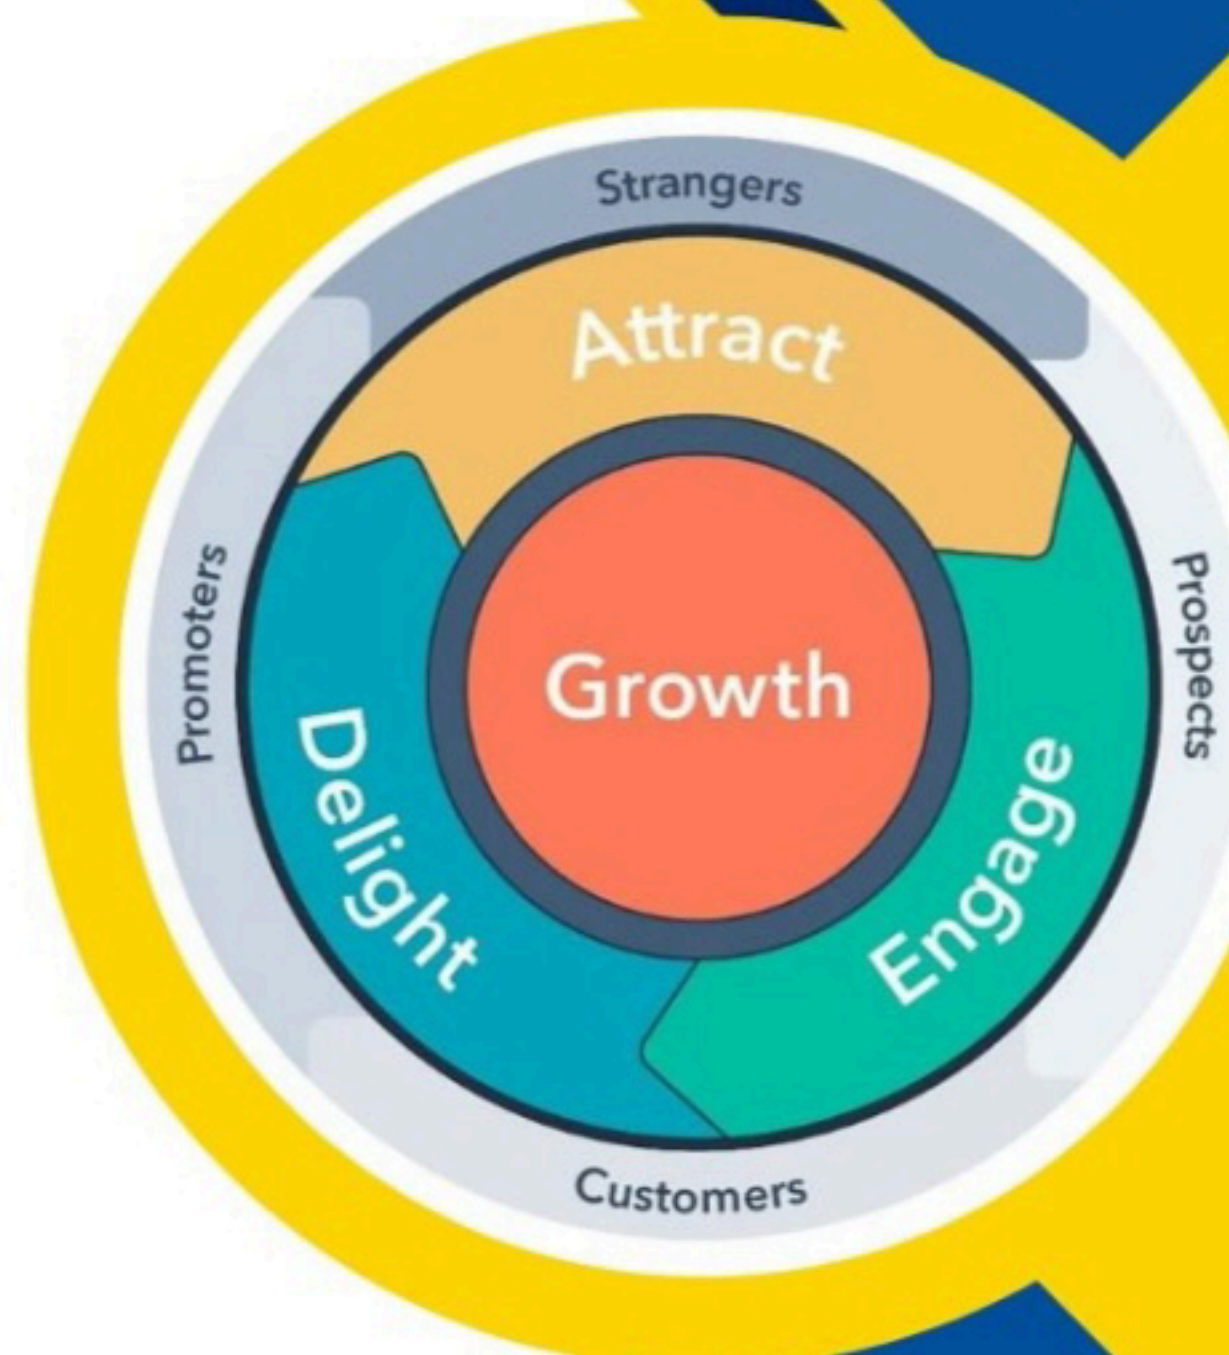 Strangers
Attract
Prospects
Engage
Customers
Delight
Promoters
Growth